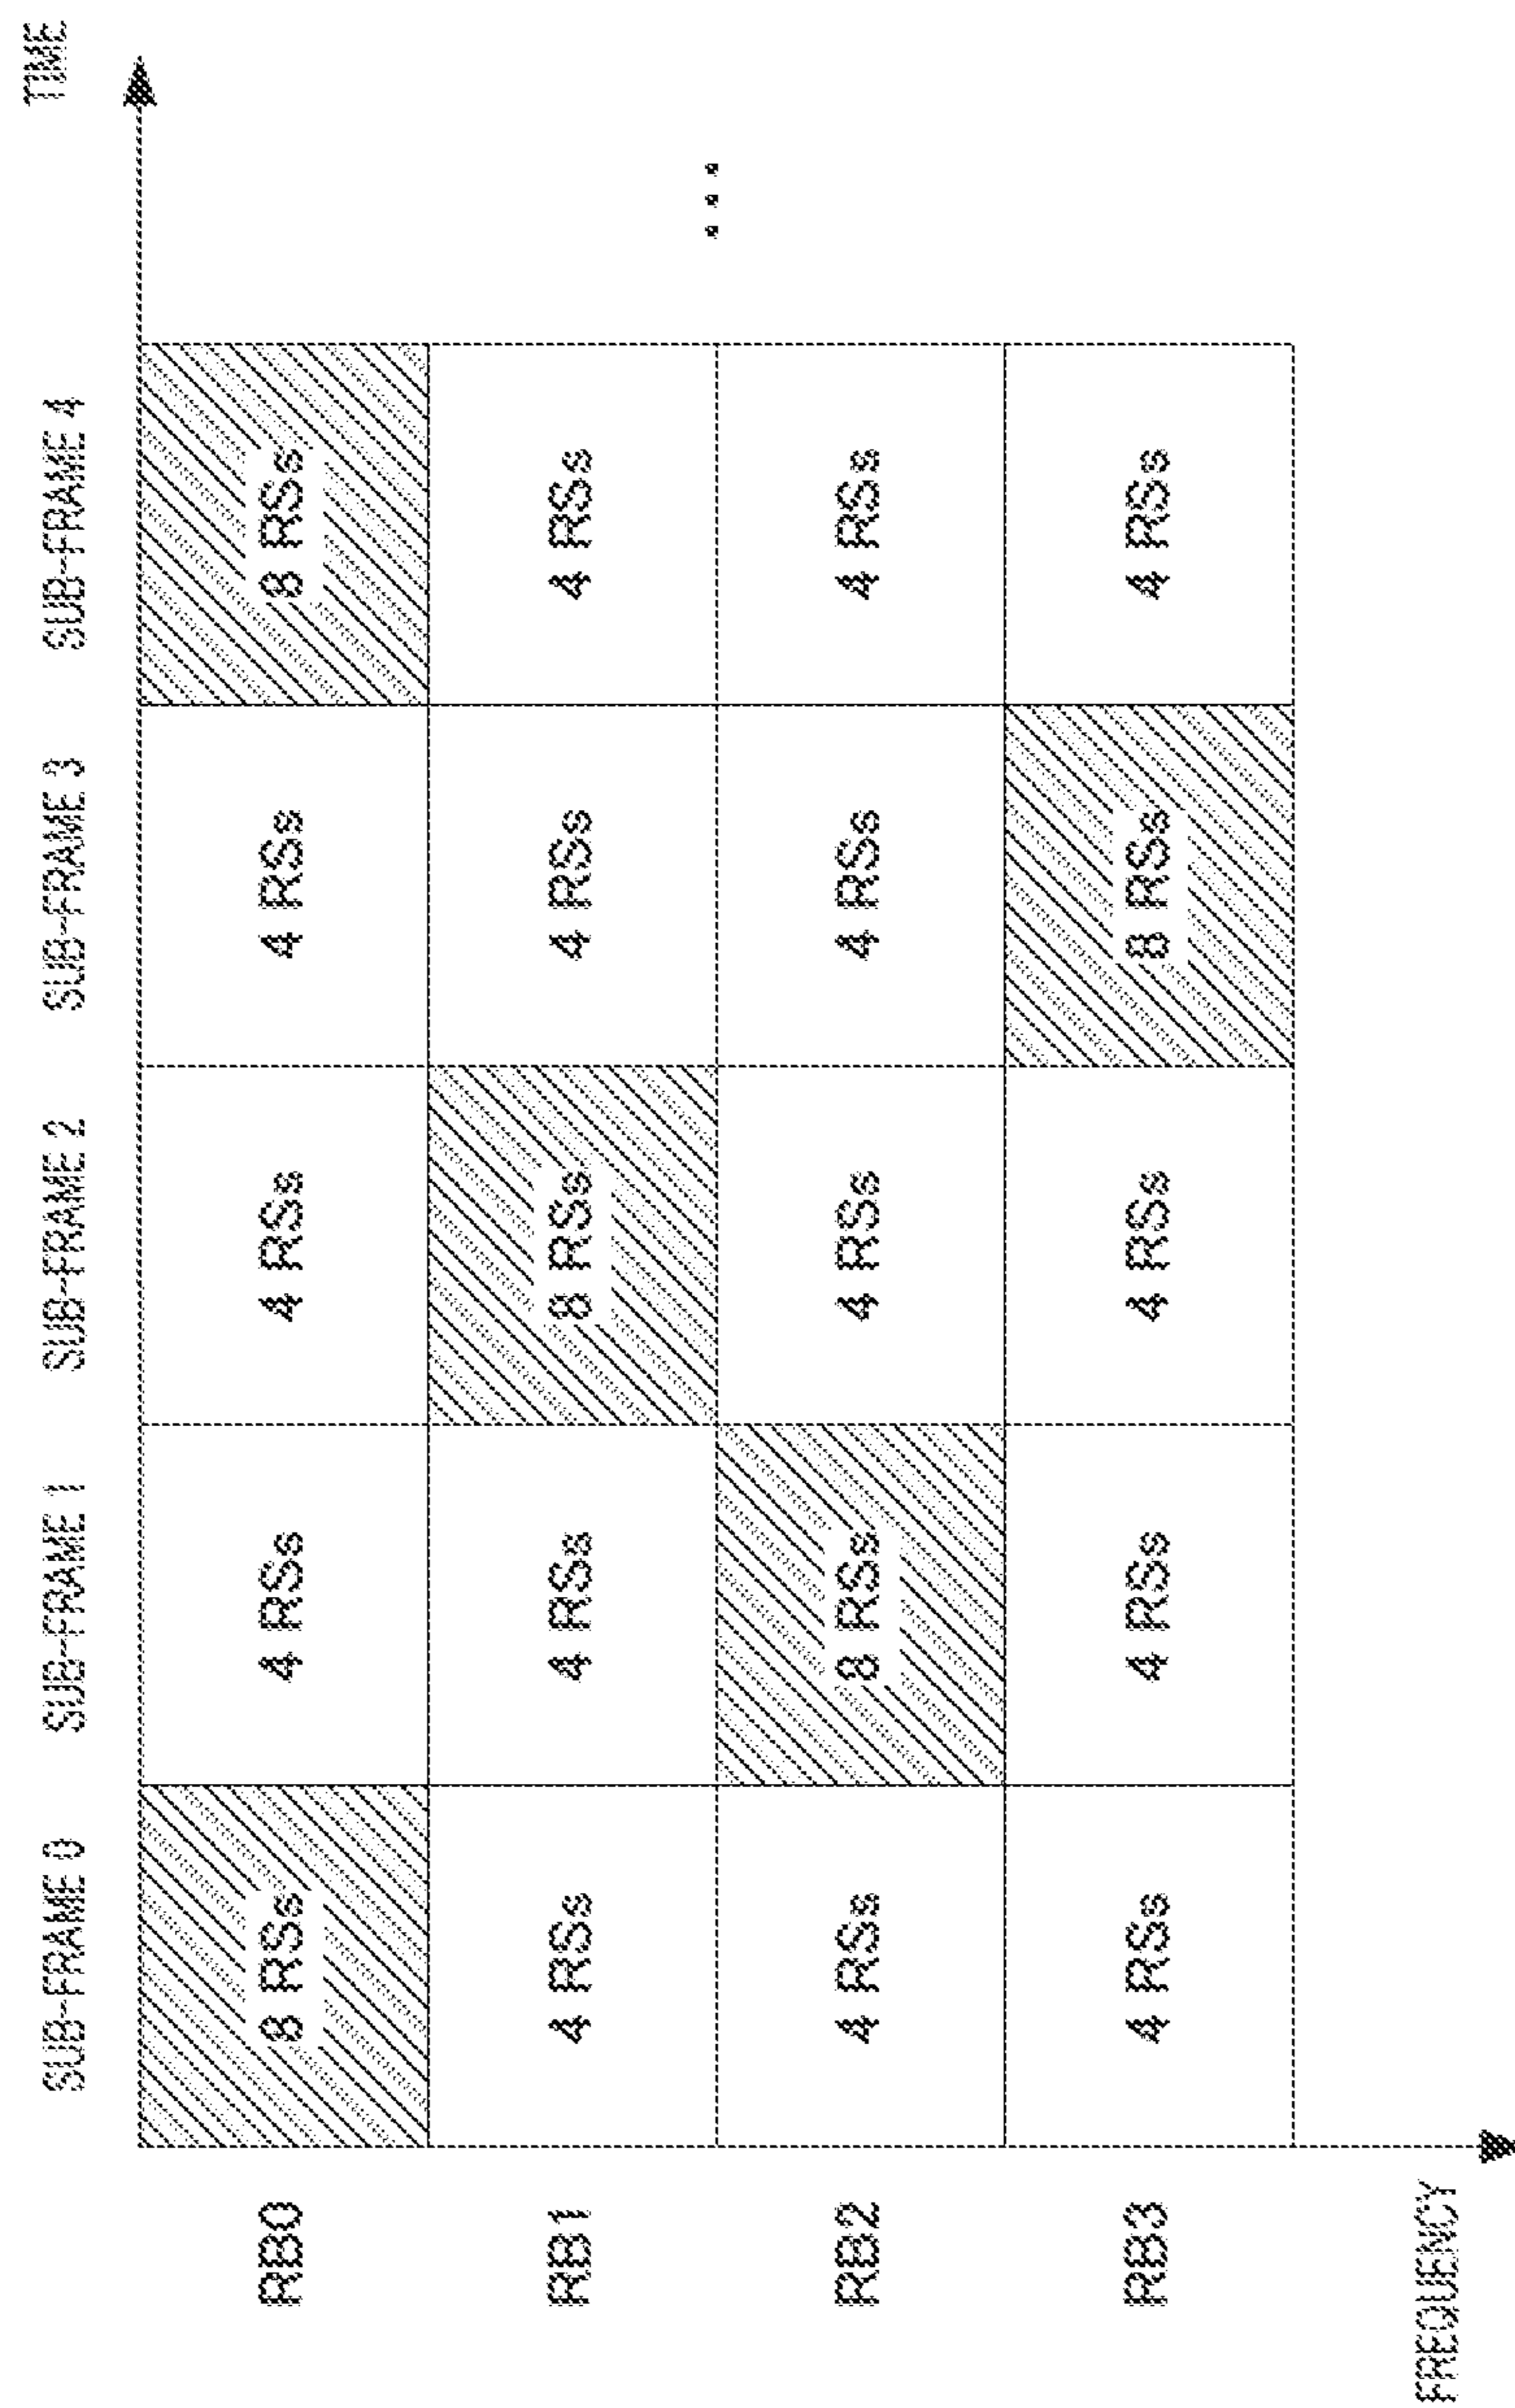 TIME
SUB-FRAME 0 SUB-FRAME 1 SUB-FRAME 2 SUB-FRAME 3 SUB-FRAME 4
RB0 8 RSs 4 RSs 4 RSs 4 RSs 8 RSs
RB1 4 RSs 4 RSs 8 RSs 4 RSs 4 RSs
...
RB2 4 RSs 8 RSs 4 RSs 4 RSs 4 RSs
RB3 4 RSs 4 RSs 4 RSs 8 RSs 4 RSs
FREQUENCY